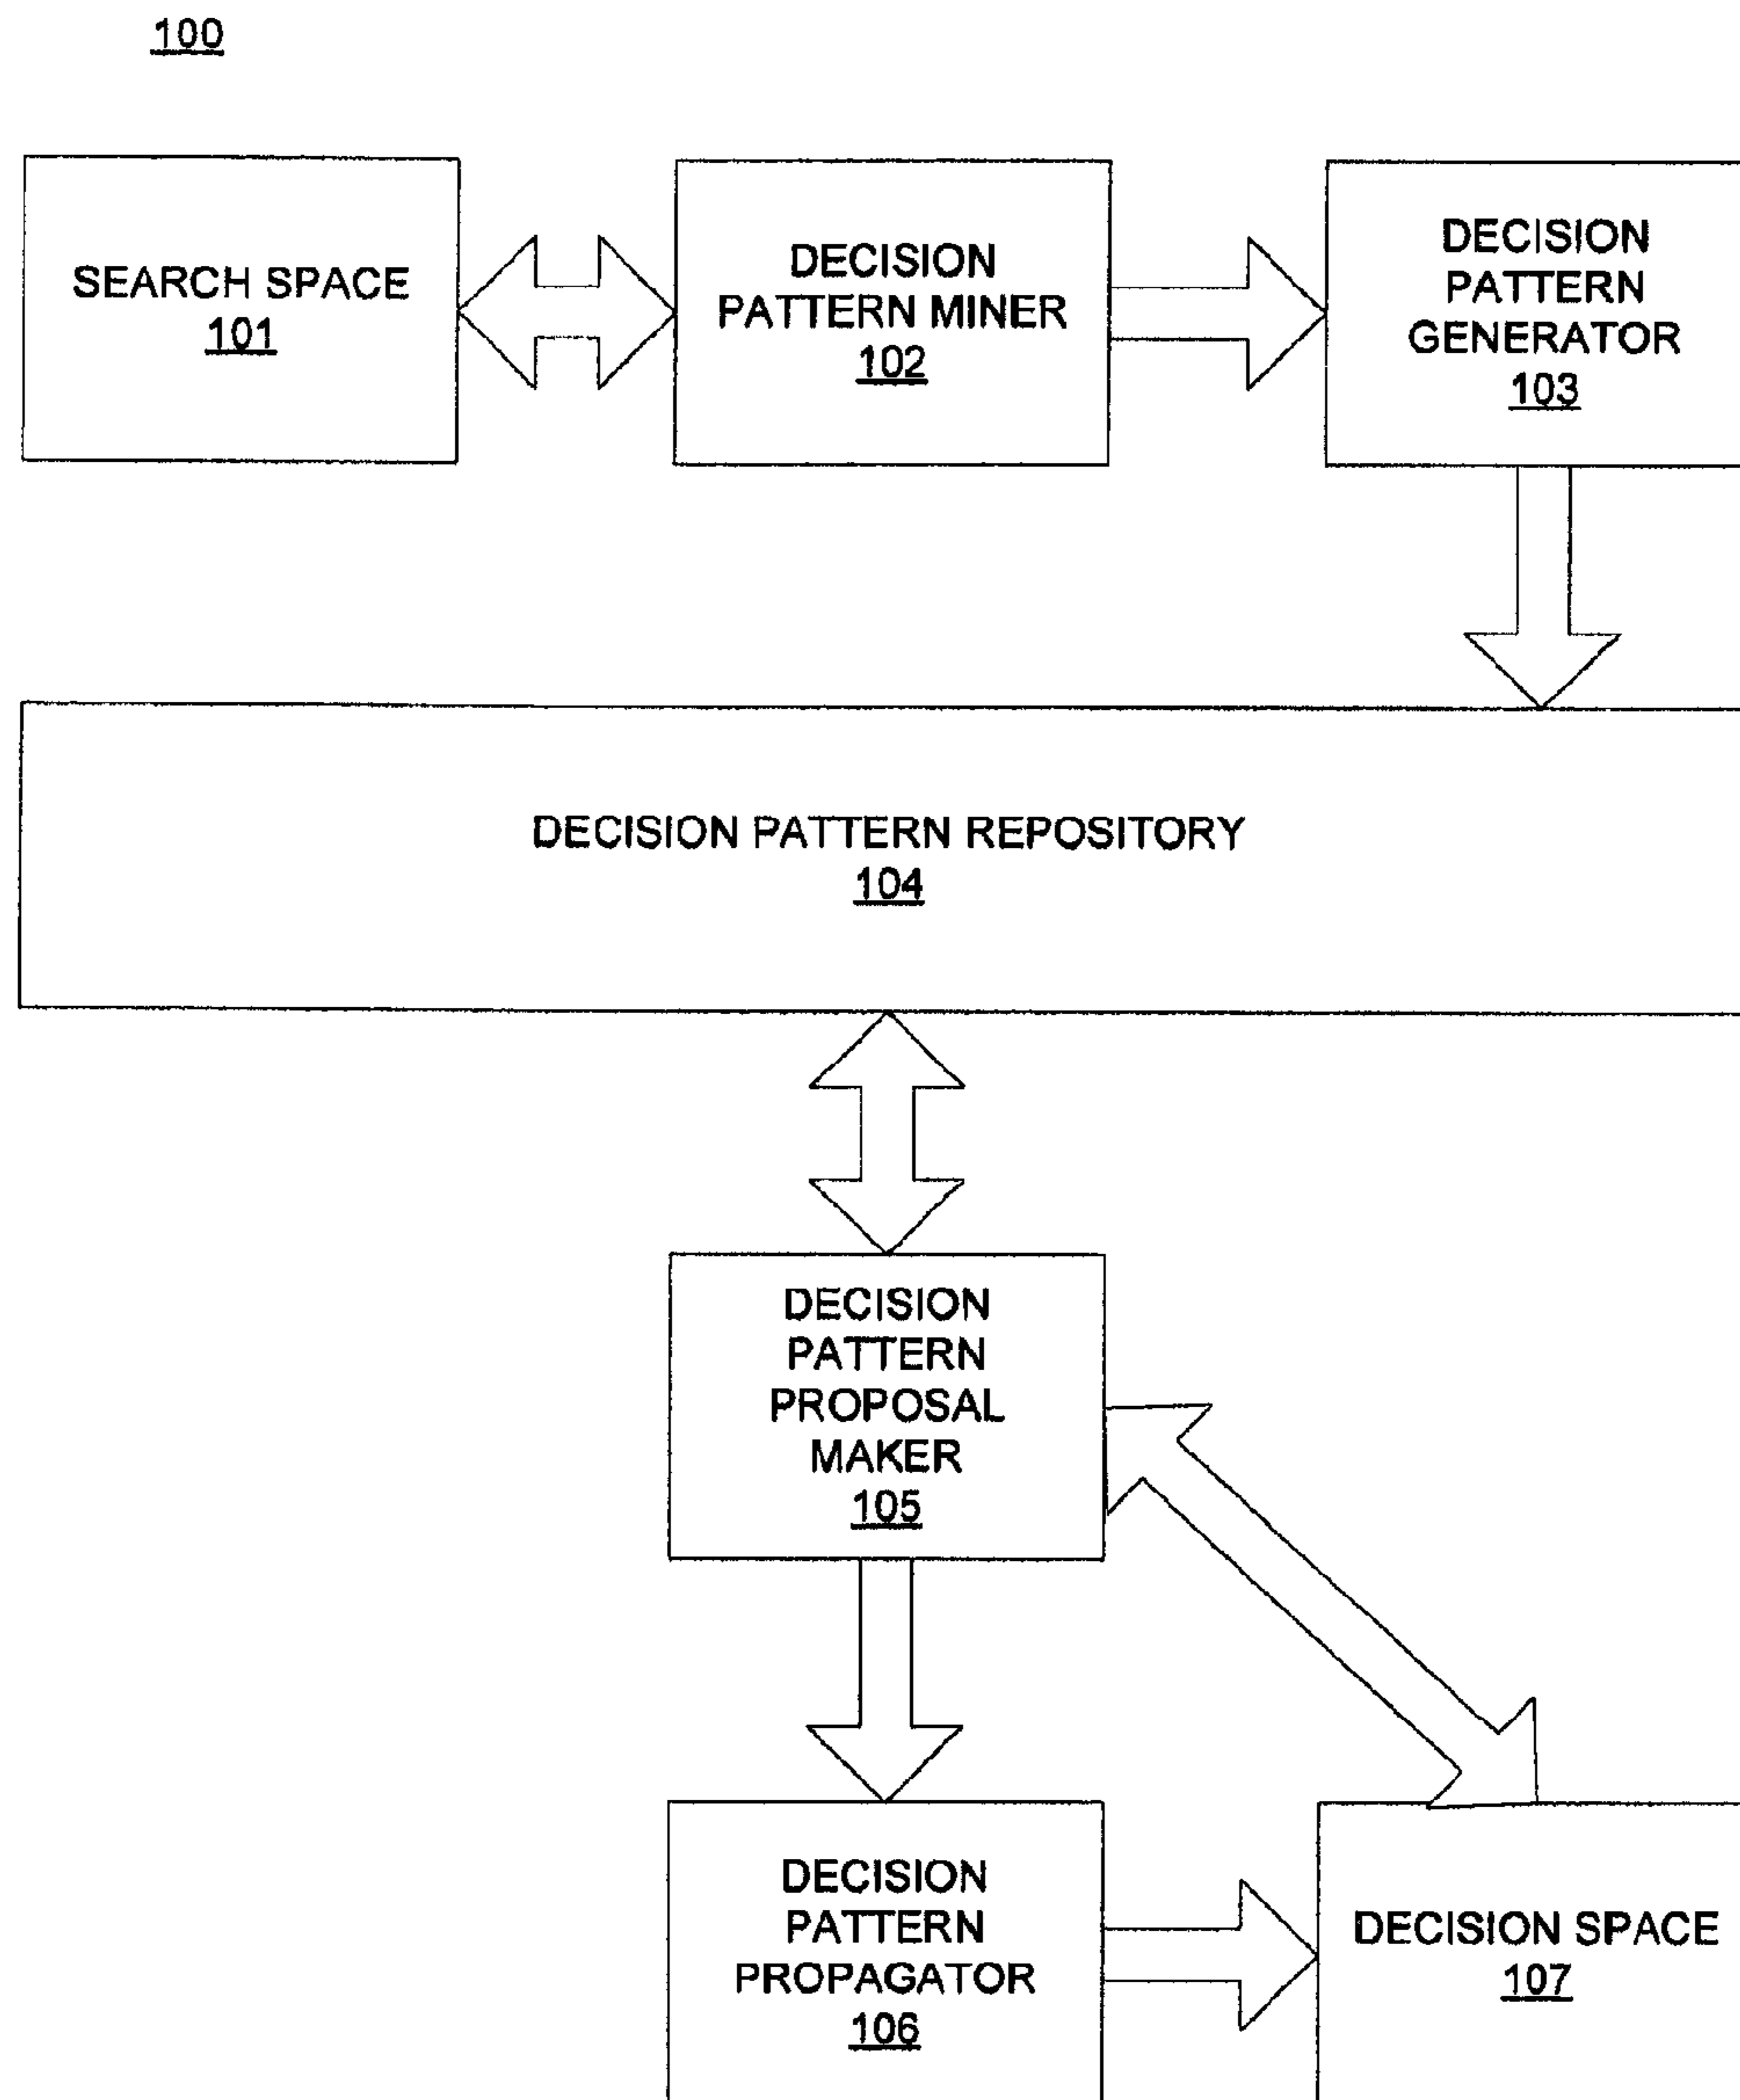 100
SEARCH SPACE
101
DECISION
PATTERN MINER
102
DECISION
PATTERN
GENERATOR
103
DECISION PATTERN REPOSITORY
104
DECISION
PATTERN
PROPOSAL
MAKER
105
DECISION
PATTERN
PROPAGATOR
106
DECISION SPACE
107